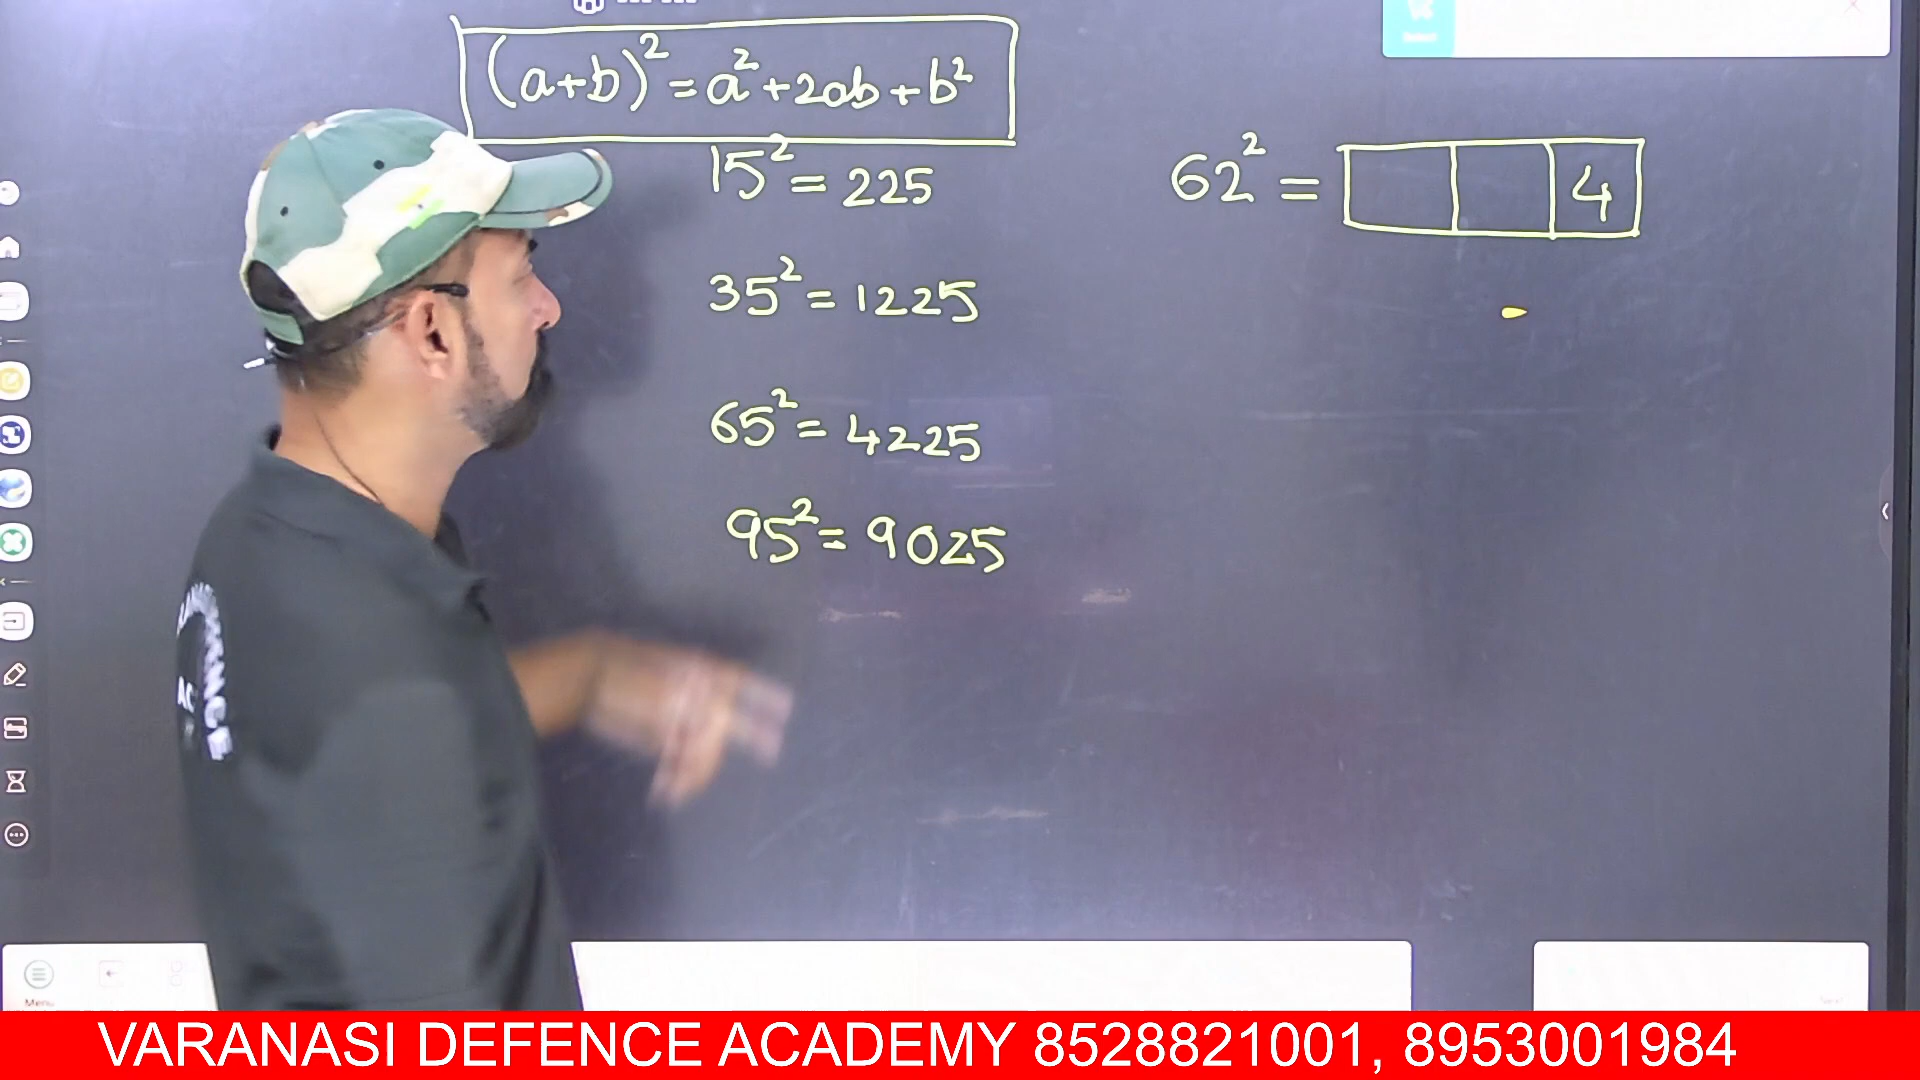 (a+b)² = a² + 2ab + b²
15² = 225
35² = 1225
65² = 4225
95² = 9025
62² = 4
Menu
VARANASI DEFENCE ACADEMY 8528821001, 8953001984